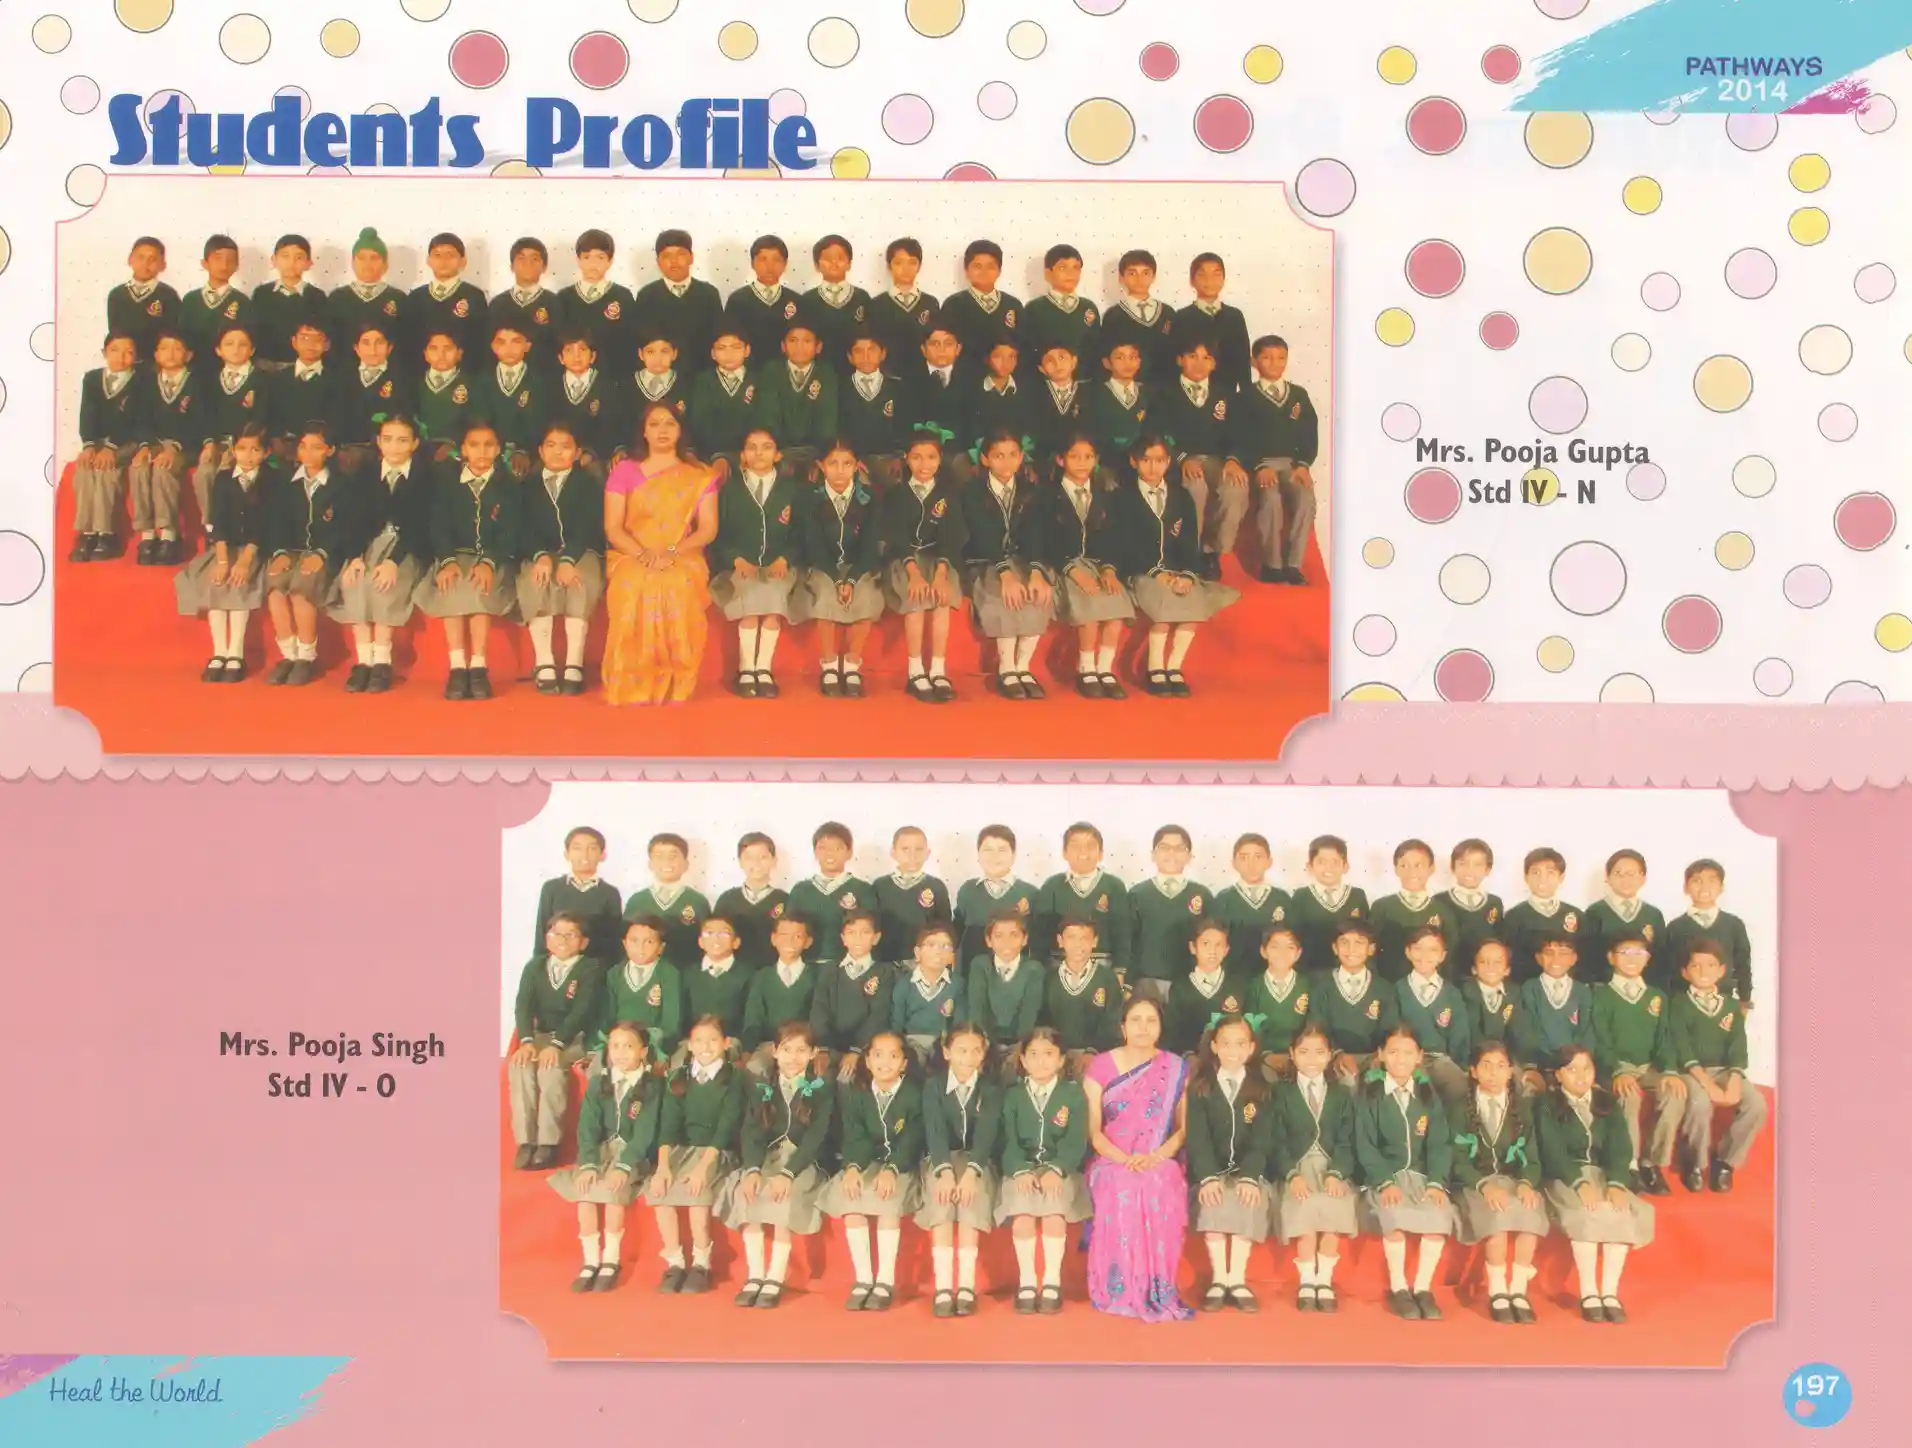 PATHWAYS
2014
Students Profile
Mrs. Pooja Gupta
Std IV - N
Mrs. Pooja Singh
Std IV - O
Heal the World
197